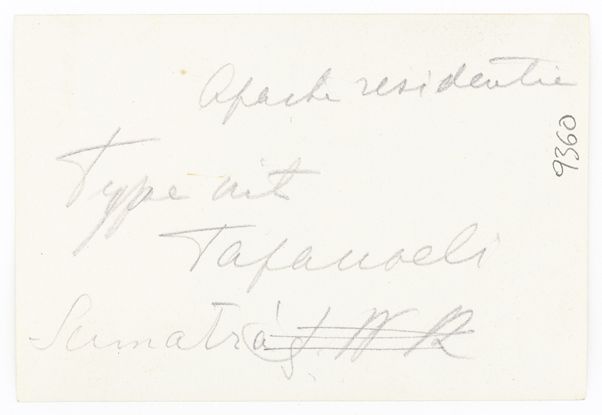 Aparte residentie
Type uit
Tapanoeli
Sumatra S. W. K
9360